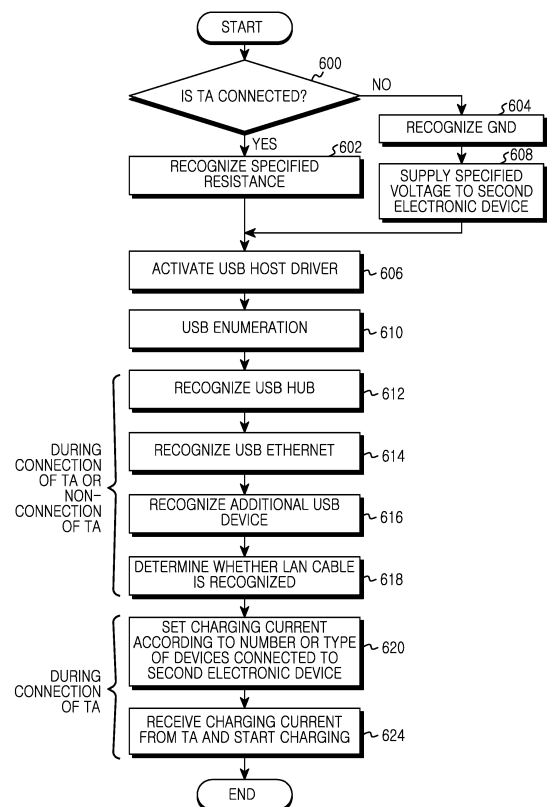 START
600
IS TA CONNECTED?
NO
YES
604
RECOGNIZE GND
602
RECOGNIZE SPECIFIED
RESISTANCE
608
SUPPLY SPECIFIED
VOLTAGE TO SECOND
ELECTRONIC DEVICE
ACTIVATE USB HOST DRIVER
606
USB ENUMERATION
610
RECOGNIZE USB HUB
612
RECOGNIZE USB ETHERNET
614
DURING
CONNECTION
OF TA OR
NON-
CONNECTION
OF TA
RECOGNIZE ADDITIONAL USB
DEVICE
616
DETERMINE WHETHER LAN CABLE
IS RECOGNIZED
618
SET CHARGING CURRENT
ACCORDING TO NUMBER OR TYPE
OF DEVICES CONNECTED TO
SECOND ELECTRONIC DEVICE
620
DURING
CONNECTION
OF TA
RECEIVE CHARGING CURRENT
FROM TA AND START CHARGING
624
END